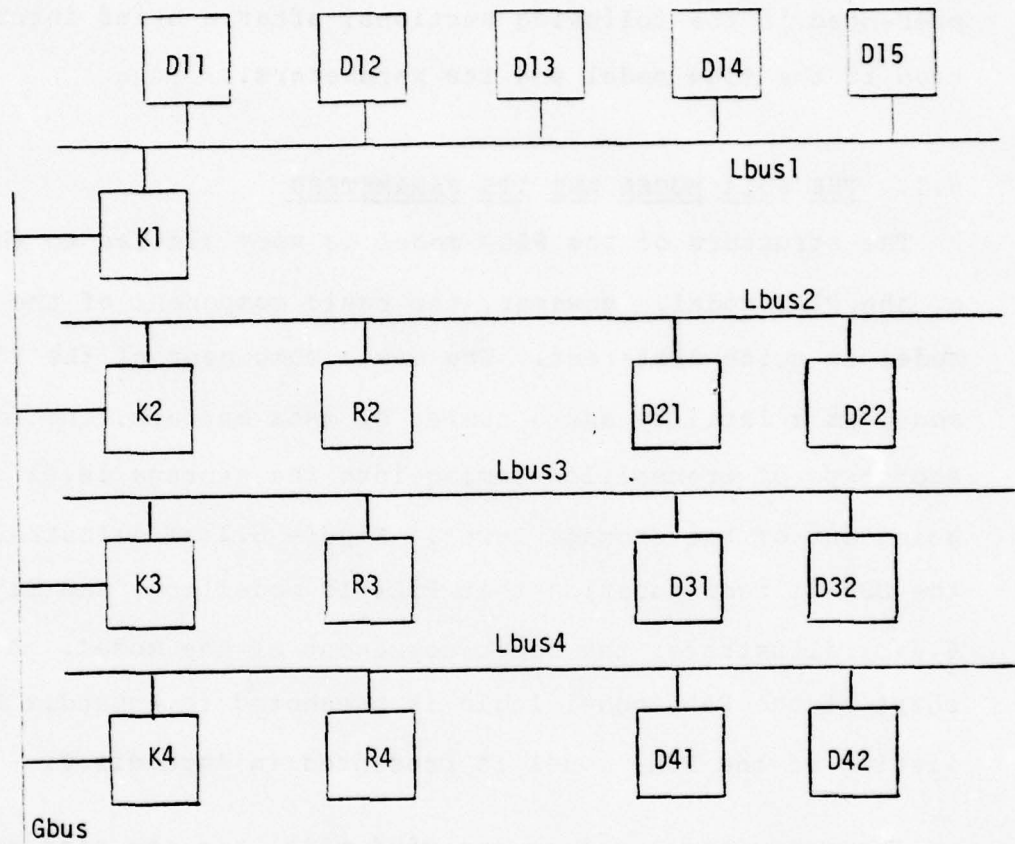 D11 D12 D13 D14 D15
Lbus1
K1
Lbus2
K2 R2 D21 D22
Lbus3
K3 R3 D31 D32
Lbus4
K4 R4 D41 D42
Gbus